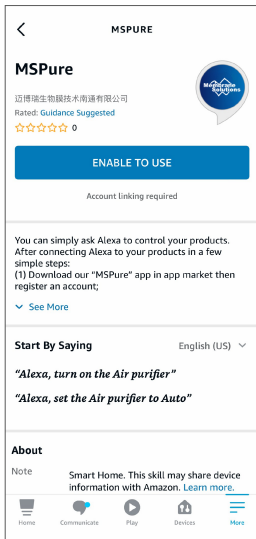 MSPURE
MSPure
迈博瑞生物膜技术南通有限公司
Rated: Guidance Suggested
0
Membrane
Solutions
ENABLE TO USE
Account linking required
You can simply ask Alexa to control your products.
After connecting Alexa to your products in a few
simple steps:
(1) Download our “MSPure” app in app market then
register an account;
See More
Start By Saying
English (US)
“Alexa, turn on the Air purifier”
“Alexa, set the Air purifier to Auto”
About
Note
Smart Home. This skill may share device
information with Amazon. Learn more.
Home
Communicate
Play
Devices
More